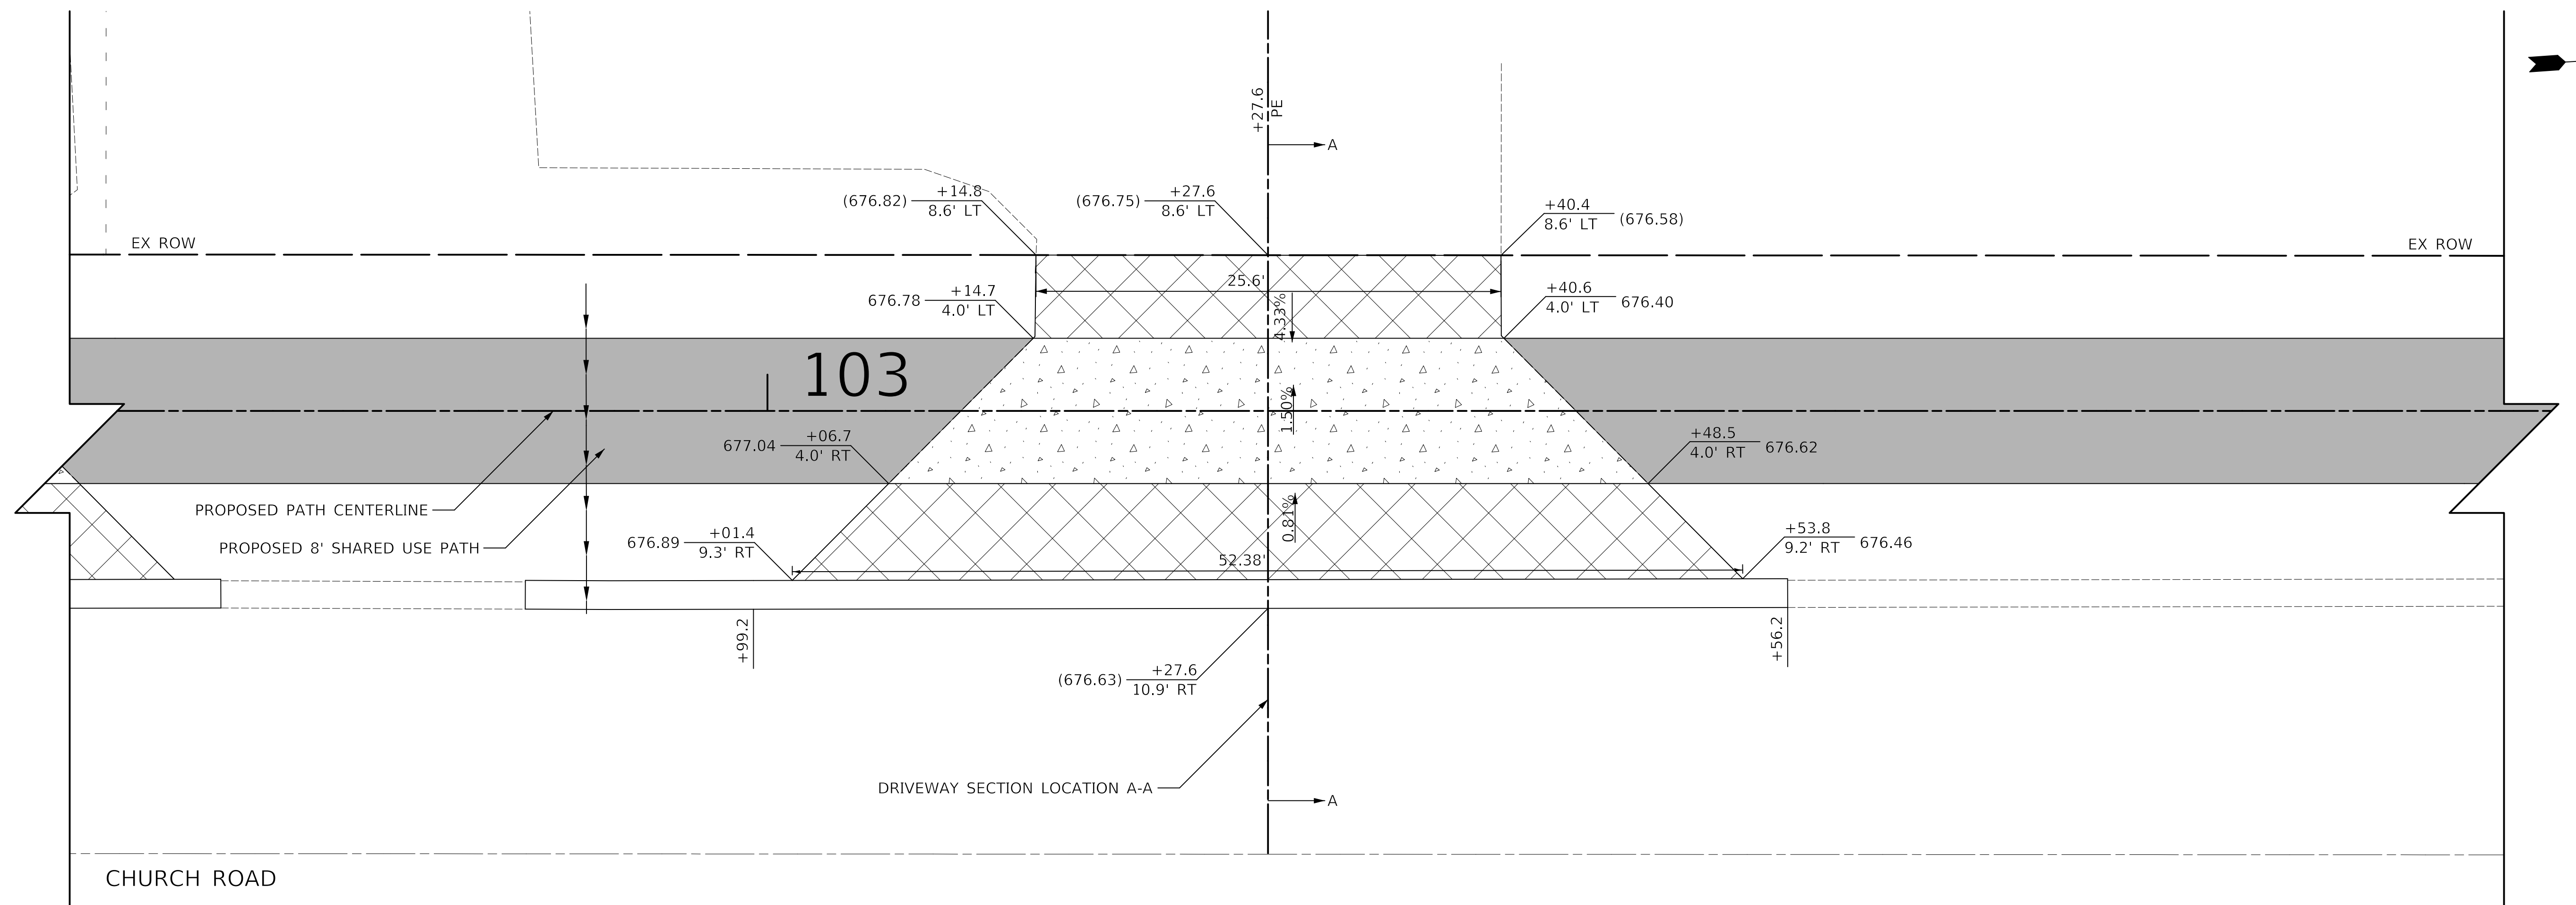 +27.6
PE
A
(676.82)
+14.8
8.6' LT
(676.75)
+27.6
8.6' LT
+40.4
8.6' LT
(676.58)
EX ROW
EX ROW
25.6'
676.78
+14.7
4.0' LT
4.33%
+40.6
4.0' LT
676.40
103
1.50%
677.04
+06.7
4.0' RT
+48.5
4.0' RT
676.62
PROPOSED PATH CENTERLINE
0.81%
PROPOSED 8' SHARED USE PATH
676.89
+01.4
9.3' RT
52.38'
+53.8
9.2' RT
676.46
+99.2
+56.2
(676.63)
+27.6
10.9' RT
DRIVEWAY SECTION LOCATION A-A
A
CHURCH ROAD